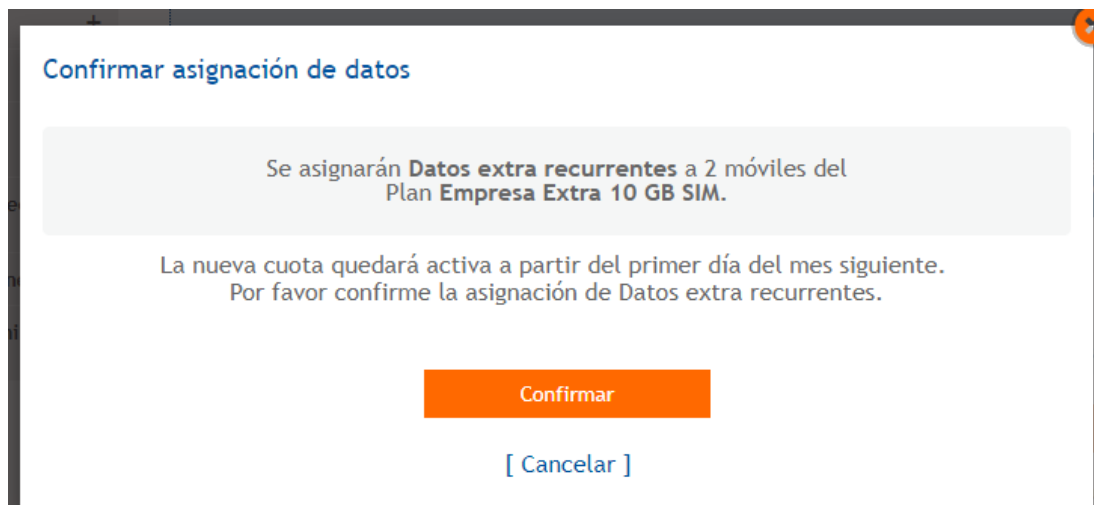 Confirmar asignación de datos
Se asignarán Datos extra recurrentes a 2 móviles del
Plan Empresa Extra 10 GB SIM.
La nueva cuota quedará activa a partir del primer día del mes siguiente.
Por favor confirme la asignación de Datos extra recurrentes.
Confirmar
[ Cancelar ]